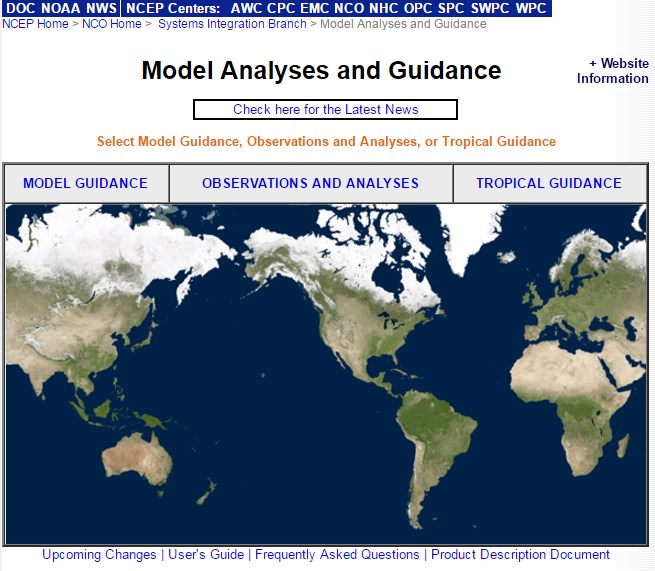 DOC NOAA NWS NCEP Centers: AWC CPC EMC NCO NHC OPC SPC SWPC WPC
NCEP Home > NCO Home > Systems Integration Branch > Model Analyses and Guidance
Model Analyses and Guidance
+ Website
Information
Check here for the Latest News
Select Model Guidance, Observations and Analyses, or Tropical Guidance
MODEL GUIDANCE OBSERVATIONS AND ANALYSES TROPICAL GUIDANCE
Upcoming Changes | User's Guide | Frequently Asked Questions | Product Description Document